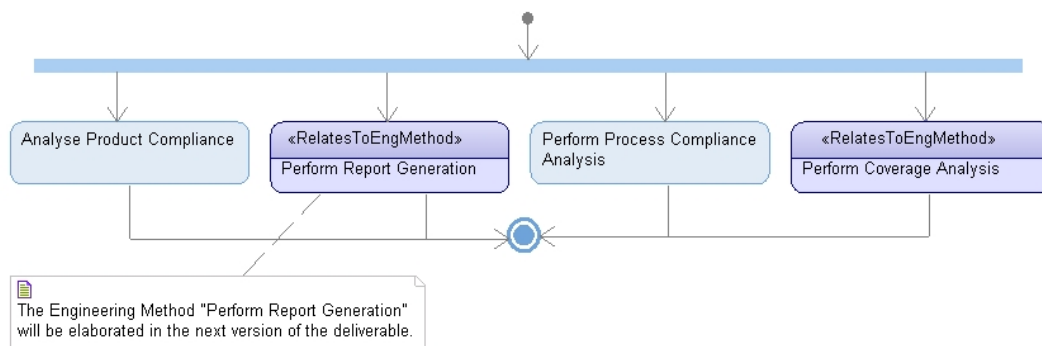 Analyse Product Compliance
«RelatesToEngMethod»
Perform Report Generation
Perform Process Compliance
Analysis
«RelatesToEngMethod»
Perform Coverage Analysis
The Engineering Method "Perform Report Generation"
will be elaborated in the next version of the deliverable.